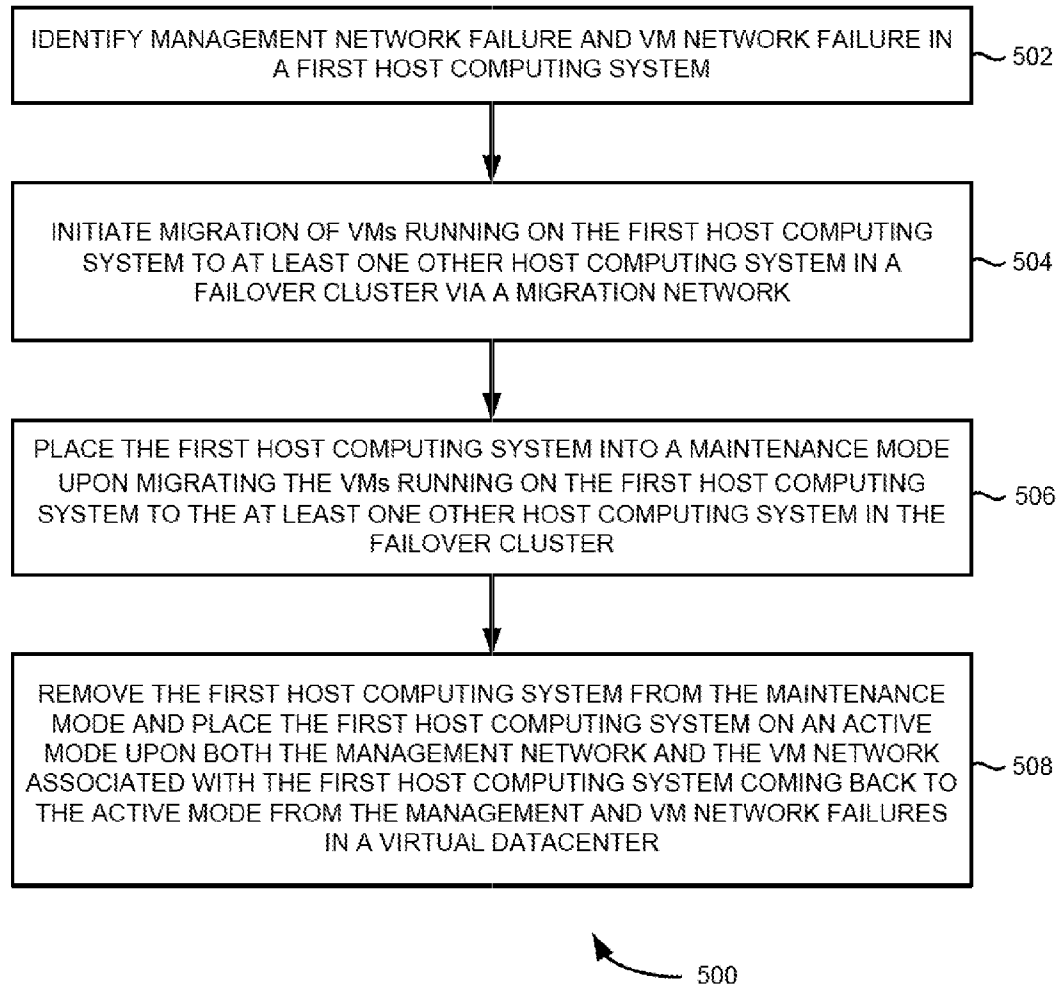 IDENTIFY MANAGEMENT NETWORK FAILURE AND VM NETWORK FAILURE IN
A FIRST HOST COMPUTING SYSTEM
502
INITIATE MIGRATION OF VMs RUNNING ON THE FIRST HOST COMPUTING
SYSTEM TO AT LEAST ONE OTHER HOST COMPUTING SYSTEM IN A
FAILOVER CLUSTER VIA A MIGRATION NETWORK
504
PLACE THE FIRST HOST COMPUTING SYSTEM INTO A MAINTENANCE MODE
UPON MIGRATING THE VMs RUNNING ON THE FIRST HOST COMPUTING
SYSTEM TO THE AT LEAST ONE OTHER HOST COMPUTING SYSTEM IN THE
FAILOVER CLUSTER
506
REMOVE THE FIRST HOST COMPUTING SYSTEM FROM THE MAINTENANCE
MODE AND PLACE THE FIRST HOST COMPUTING SYSTEM ON AN ACTIVE
MODE UPON BOTH THE MANAGEMENT NETWORK AND THE VM NETWORK
ASSOCIATED WITH THE FIRST HOST COMPUTING SYSTEM COMING BACK TO
THE ACTIVE MODE FROM THE MANAGEMENT AND VM NETWORK FAILURES
IN A VIRTUAL DATACENTER
508
500